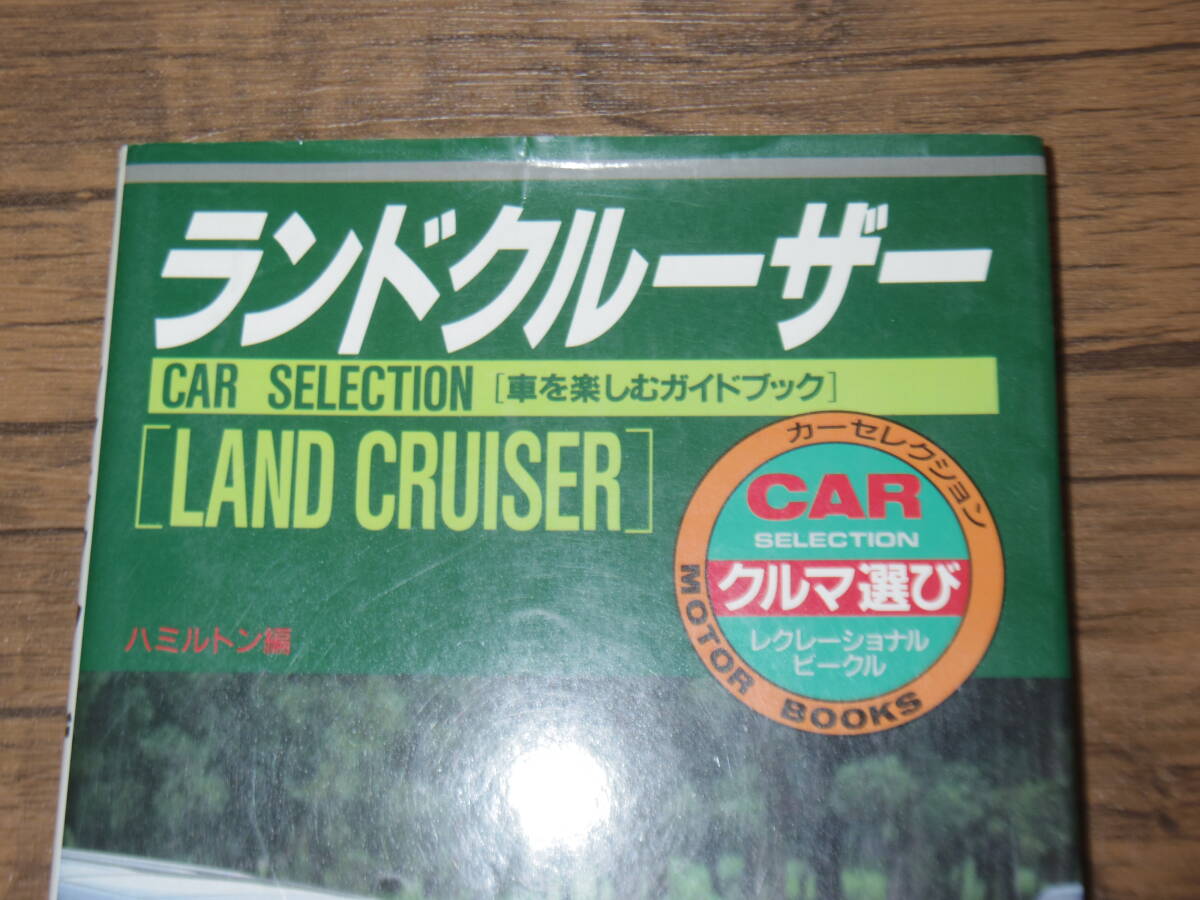 ランドクルーザー
CAR SELECTION [車を楽しむガイドブック]
[LAND CRUISER]
カーセレクション
CAR
SELECTION
クルマ選び
レクレーショナル
ビークル
MOTOR BOOKS
ハミルトン編